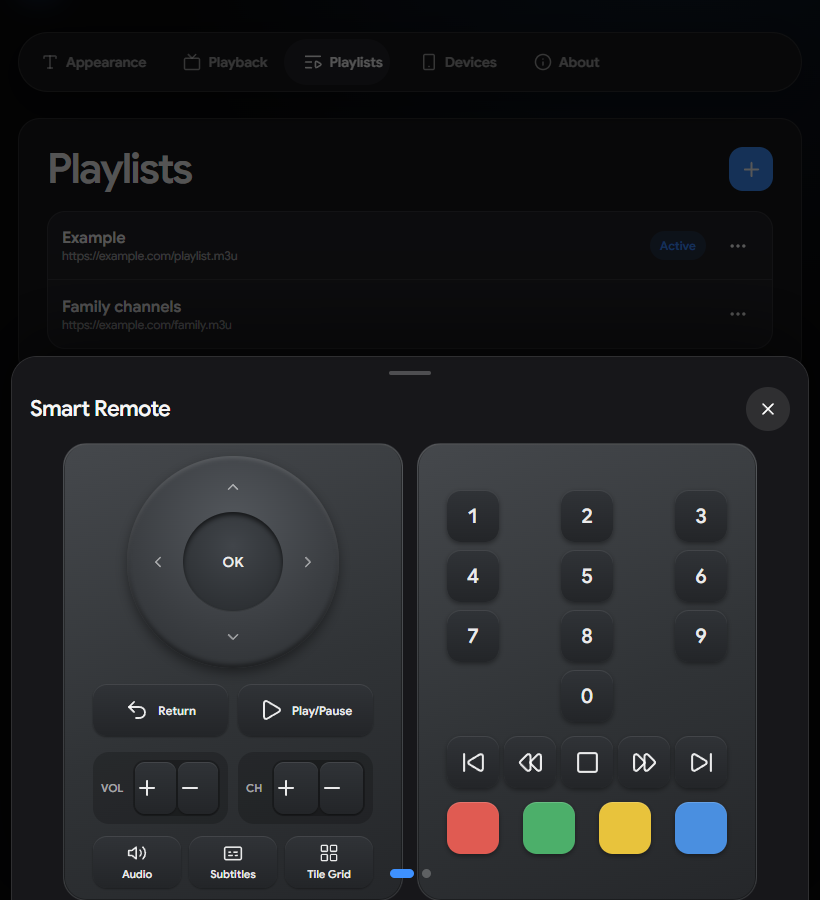 Appearance Playback Playlists Devices About
Playlists
Example
https://example.com/playlist.m3u
Active
Family channels
https://example.com/family.m3u
Smart Remote
OK
Return Play/Pause
VOL + − CH + −
Audio Subtitles Tile Grid
1 2 3
4 5 6
7 8 9
0